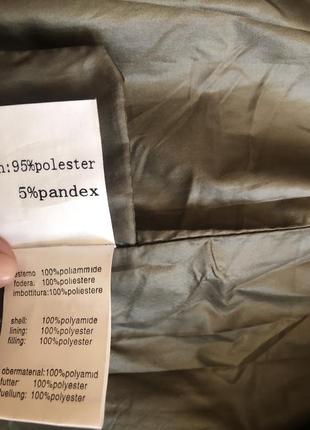 n:95%polester
5%pandex
estemo 100%poliammide
fodera. 100%poliestere
imbottitura:100%poliestere
shell: 100%polyamide
lining: 100%polyester
filling: 100%polyester
obermaterial:100%polyamid
futter: 100%polyester
fuellung: 100%polyester